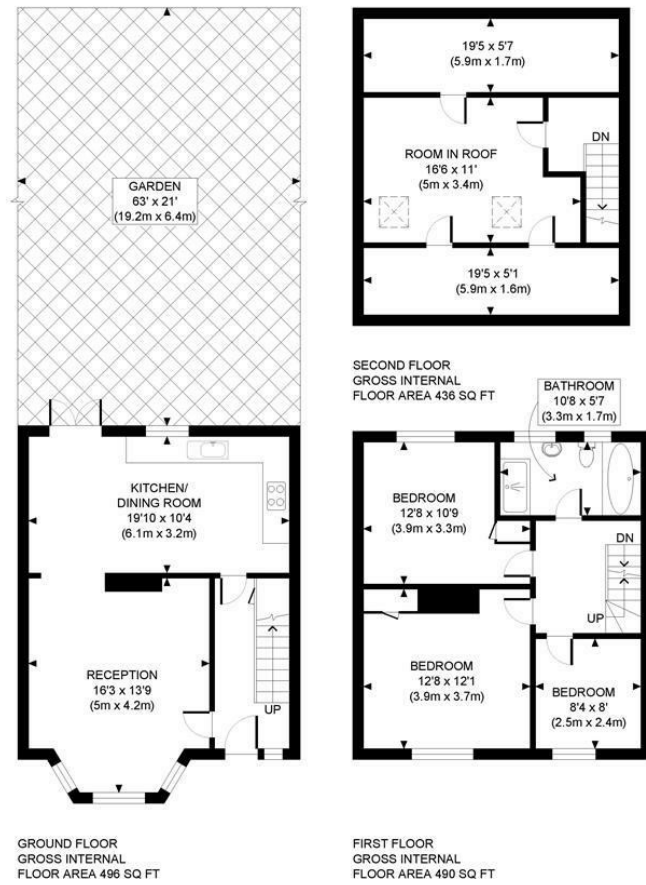 GARDEN
63' x 21'
(19.2m x 6.4m)
KITCHEN/
DINING ROOM
19'10 x 10'4
(6.1m x 3.2m)
RECEPTION
16'3 x 13'9
(5m x 4.2m)
UP
GROUND FLOOR
GROSS INTERNAL
FLOOR AREA 496 SQ FT
19'5 x 5'7
(5.9m x 1.7m)
ROOM IN ROOF
16'6 x 11'
(5m x 3.4m)
DN
19'5 x 5'1
(5.9m x 1.6m)
SECOND FLOOR
GROSS INTERNAL
FLOOR AREA 436 SQ FT
BATHROOM
10'8 x 5'7
(3.3m x 1.7m)
BEDROOM
12'8 x 10'9
(3.9m x 3.3m)
DN
UP
BEDROOM
12'8 x 12'1
(3.9m x 3.7m)
BEDROOM
8'4 x 8'
(2.5m x 2.4m)
FIRST FLOOR
GROSS INTERNAL
FLOOR AREA 490 SQ FT